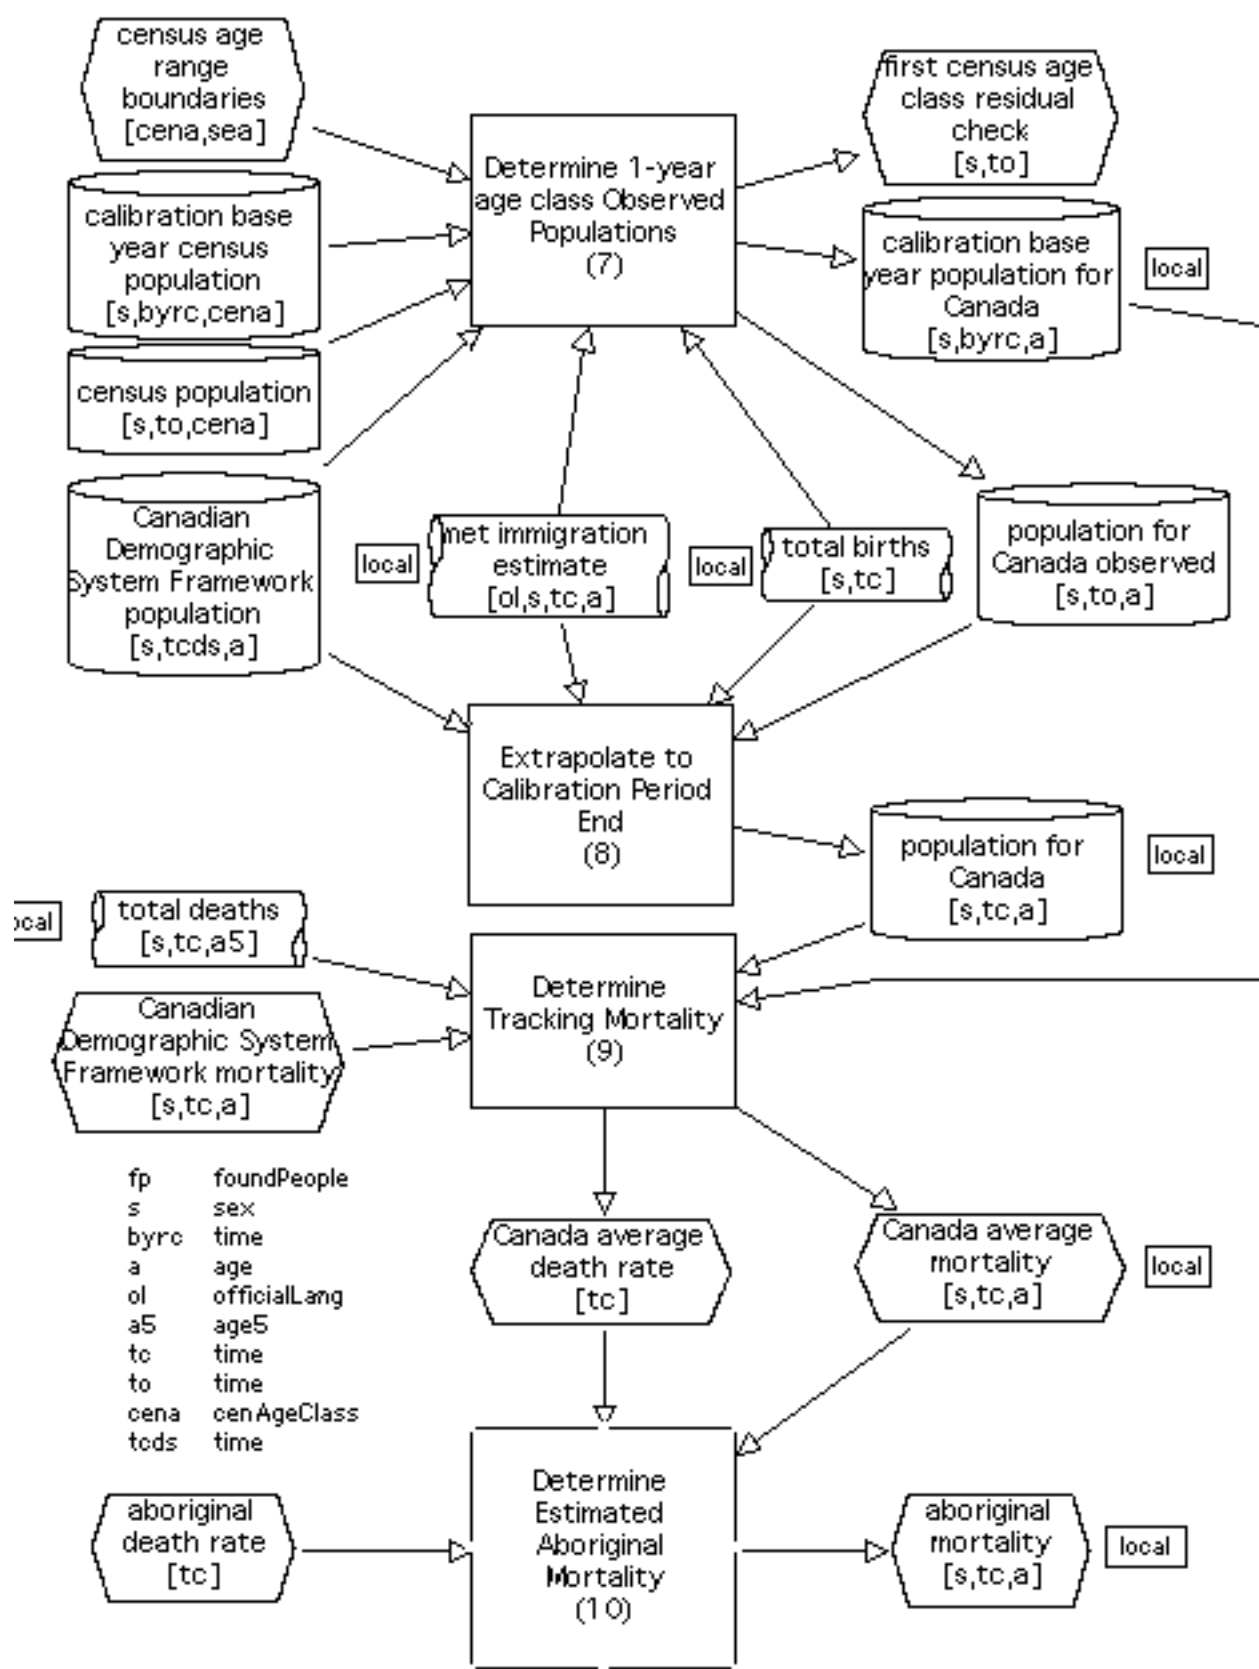 census age
range
boundaries
[cena,sea]
first census age
class residual
check
[s,to]
Determine 1-year
age class Observed
Populations
(7)
calibration base
year census
population
[s,byrc,cena]
calibration base
year population for
Canada
[s,byrc,a]
local
census population
[s,to,cena]
Canadian
Demographic
System Framework
population
[s,tcds,a]
local
net immigration
estimate
[ol,s,tc,a]
local
total births
[s,tc]
population for
Canada observed
[s,to,a]
Extrapolate to
Calibration Period
End
(8)
population for
Canada
[s,tc,a]
local
ocal
total deaths
[s,tc,a5]
Determine
Tracking Mortality
(9)
Canadian
Demographic System
Framework mortality
[s,tc,a]
fp foundPeople
s sex
byrc time
a age
ol officialLang
a5 age5
tc time
to time
cena cenAgeClass
tcds time
Canada average
death rate
[tc]
Canada average
mortality
[s,tc,a]
local
aboriginal
death rate
[tc]
Determine
Estimated
Aboriginal
Mortality
(10)
aboriginal
mortality
[s,tc,a]
local